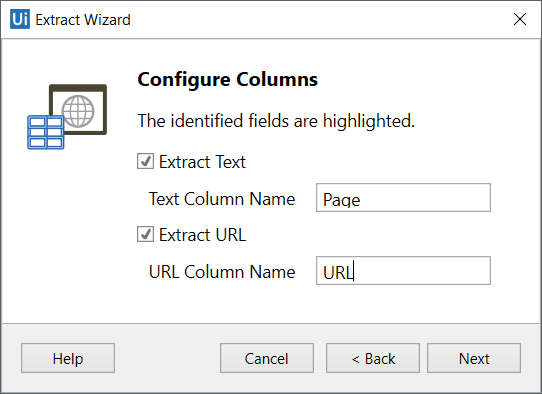 Ui Extract Wizard
Configure Columns
The identified fields are highlighted.
Extract Text
Text Column Name Page
Extract URL
URL Column Name URL
Help Cancel < Back Next